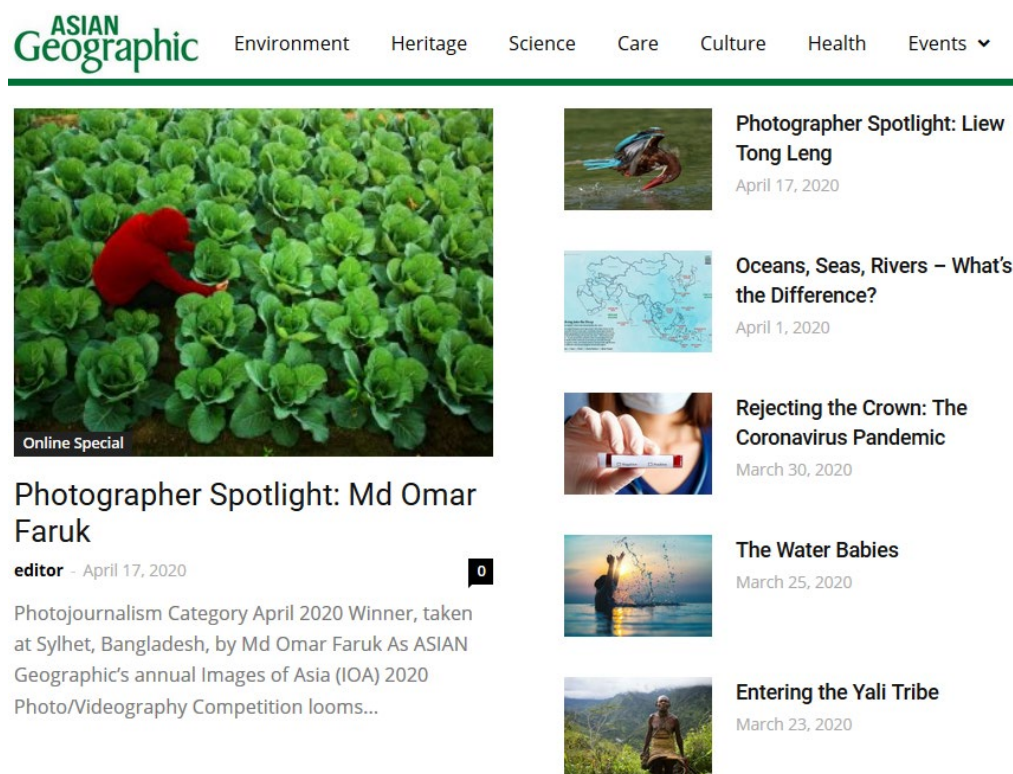 ASIAN
Geographic
Environment
Heritage
Science
Care
Culture
Health
Events
Online Special
Photographer Spotlight: Md Omar
Faruk
editor - April 17, 2020
0
Photojournalism Category April 2020 Winner, taken
at Sylhet, Bangladesh, by Md Omar Faruk As ASIAN
Geographic’s annual Images of Asia (IOA) 2020
Photo/Videography Competition looms...
Photographer Spotlight: Liew
Tong Leng
April 17, 2020
Oceans, Seas, Rivers – What’s
the Difference?
April 1, 2020
Rejecting the Crown: The
Coronavirus Pandemic
March 30, 2020
The Water Babies
March 25, 2020
Entering the Yali Tribe
March 23, 2020